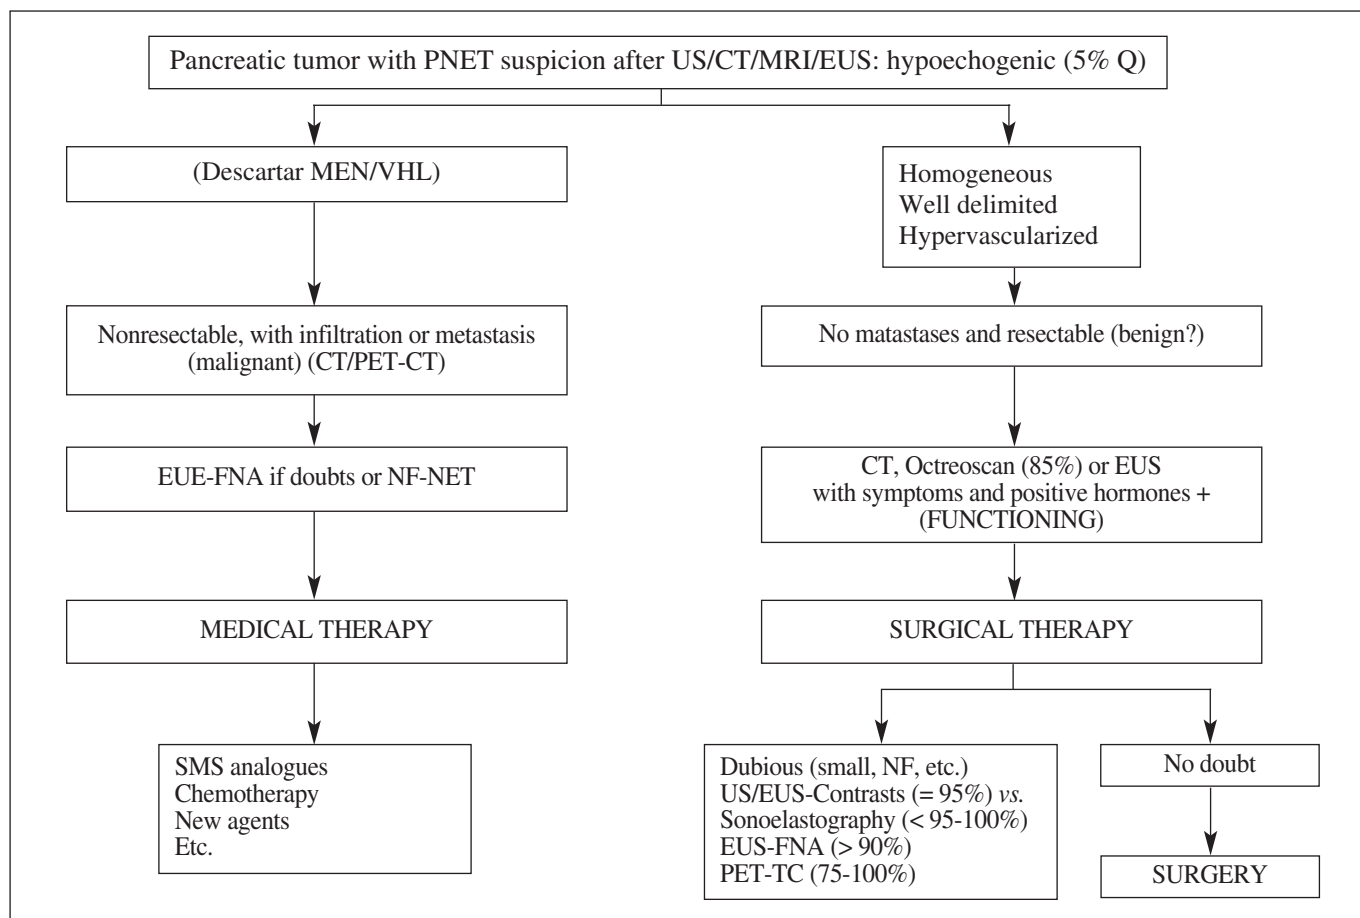 Pancreatic tumor with PNET suspicion after US/CT/MRI/EUS: hypoechogenic (5% Q)
(Descartar MEN/VHL)
Homogeneous
Well delimited
Hypervascularized
Nonresectable, with infiltration or metastasis
(malignant) (CT/PET-CT)
No matastases and resectable (benign?)
EUE-FNA if doubts or NF-NET
CT, Octreoscan (85%) or EUS
with symptoms and positive hormones +
(FUNCTIONING)
MEDICAL THERAPY
SURGICAL THERAPY
SMS analogues
Chemotherapy
New agents
Etc.
Dubious (small, NF, etc.)
US/EUS-Contrasts (= 95%) vs.
Sonoelastography (< 95-100%)
EUS-FNA (> 90%)
PET-TC (75-100%)
No doubt
SURGERY